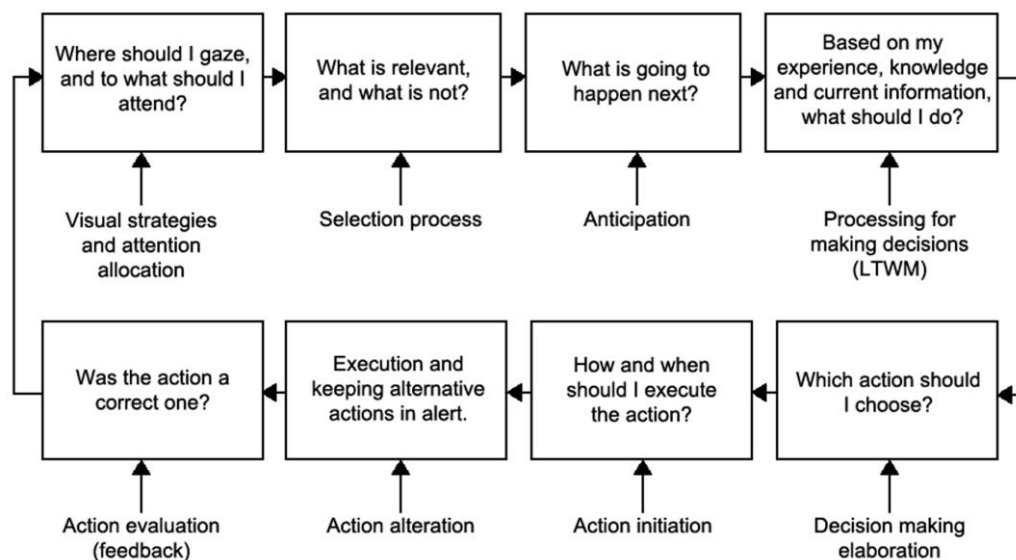 Where should I gaze,
and to what should I
attend?
What is relevant,
and what is not?
What is going to
happen next?
Based on my
experience, knowledge
and current information,
what should I do?
Visual strategies
and attention
allocation
Selection process
Anticipation
Processing for
making decisions
(LTWM)
Was the action a
correct one?
Execution and
keeping alternative
actions in alert.
How and when
should I execute
the action?
Which action should
I choose?
Action evaluation
(feedback)
Action alteration
Action initiation
Decision making
elaboration